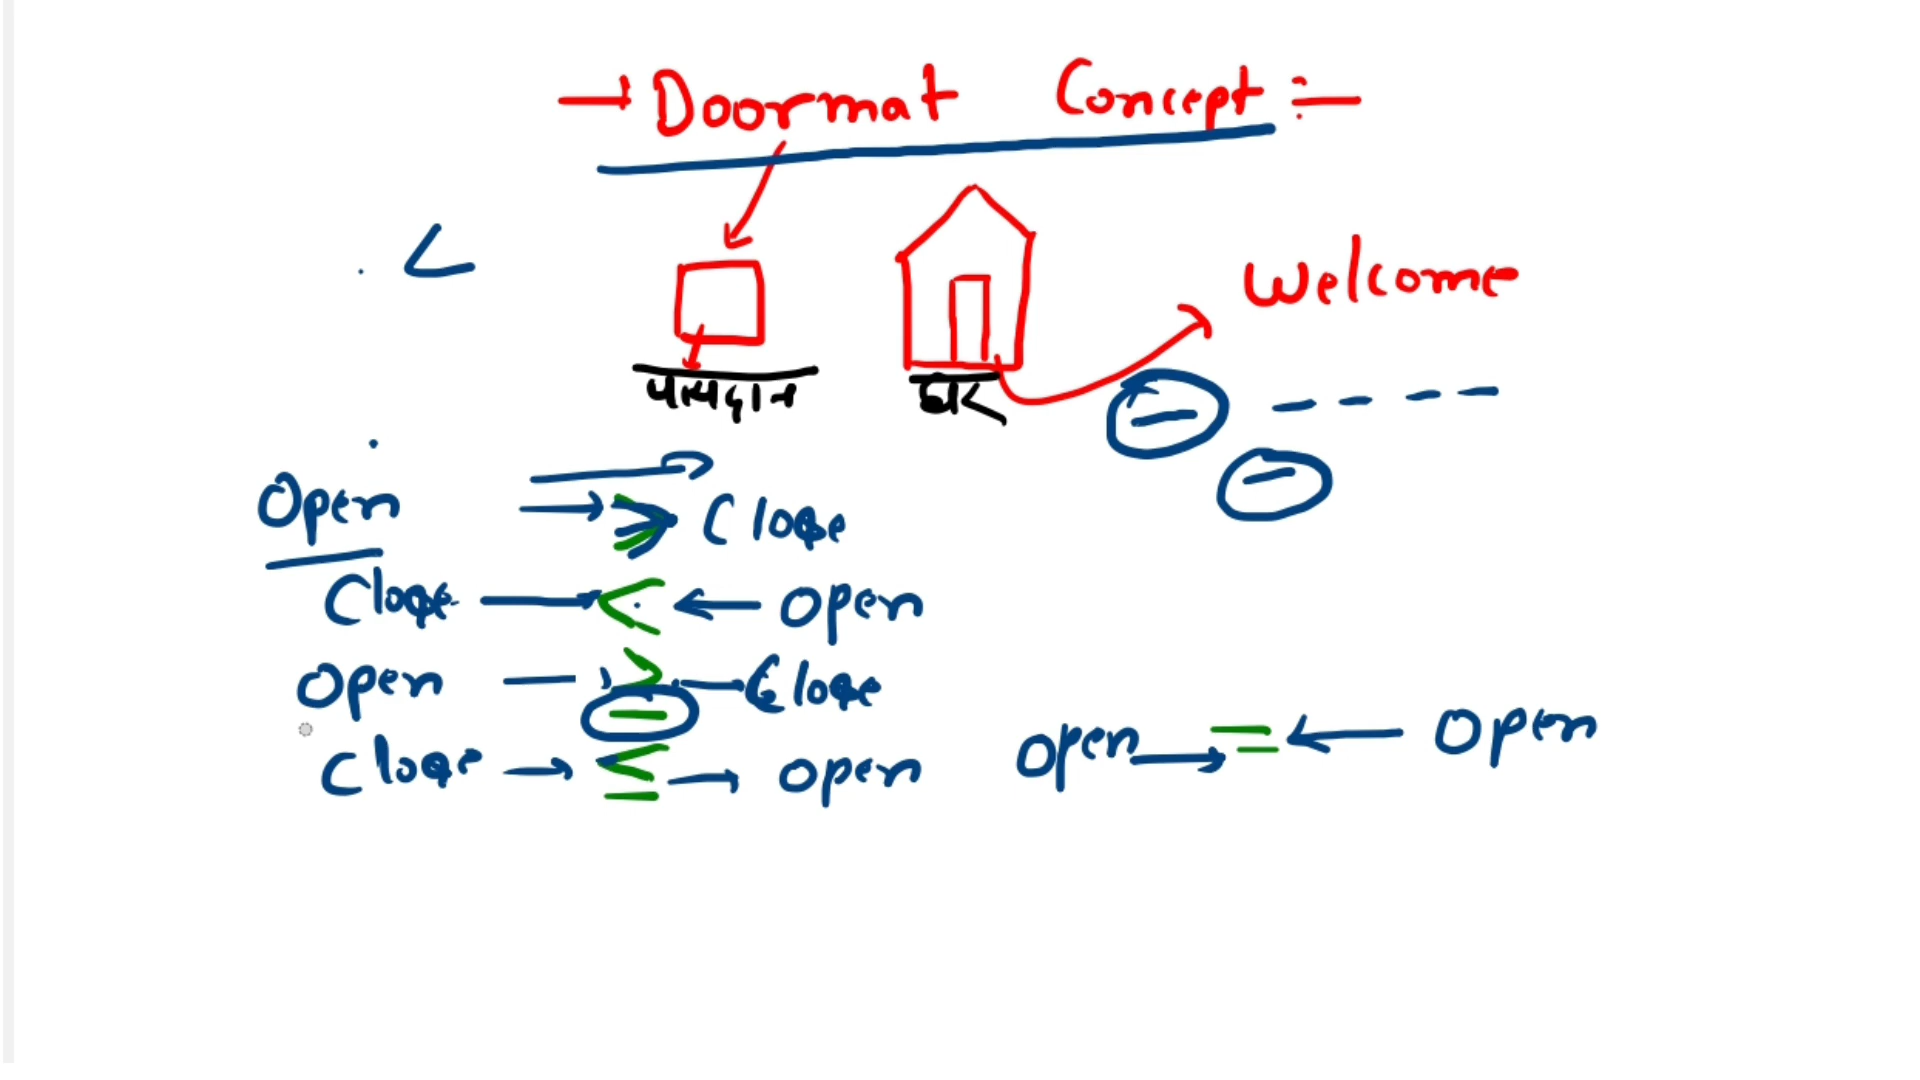 → Doormat Concept :-
<
Welcome
पायदान घर
Open → > Close
Close → < ← Open
Open → ≥ - Close
Close → ≤ → Open
Open → = ← Open